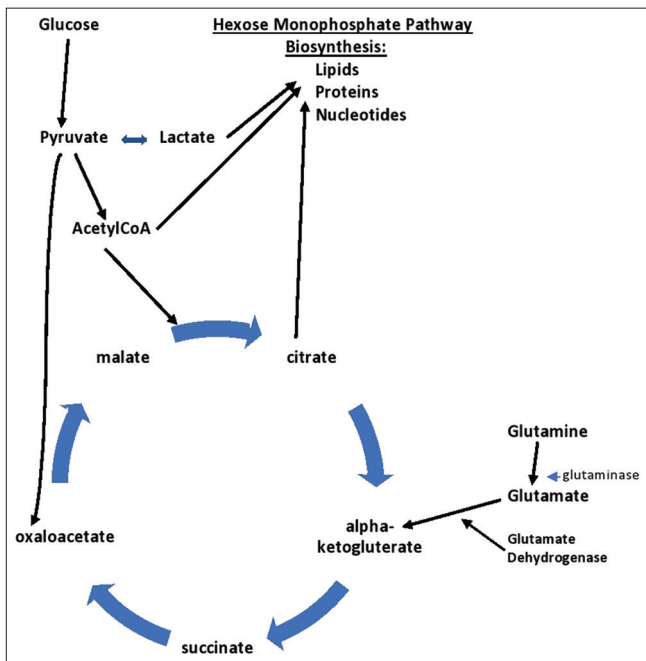 Glucose
Hexose Monophosphate Pathway
Biosynthesis:
Lipids
Proteins
Nucleotides
Pyruvate
Lactate
AcetylCoA
malate
citrate
Glutamine
glutaminase
Glutamate
oxaloacetate
alpha-
ketogluterate
Glutamate
Dehydrogenase
succinate